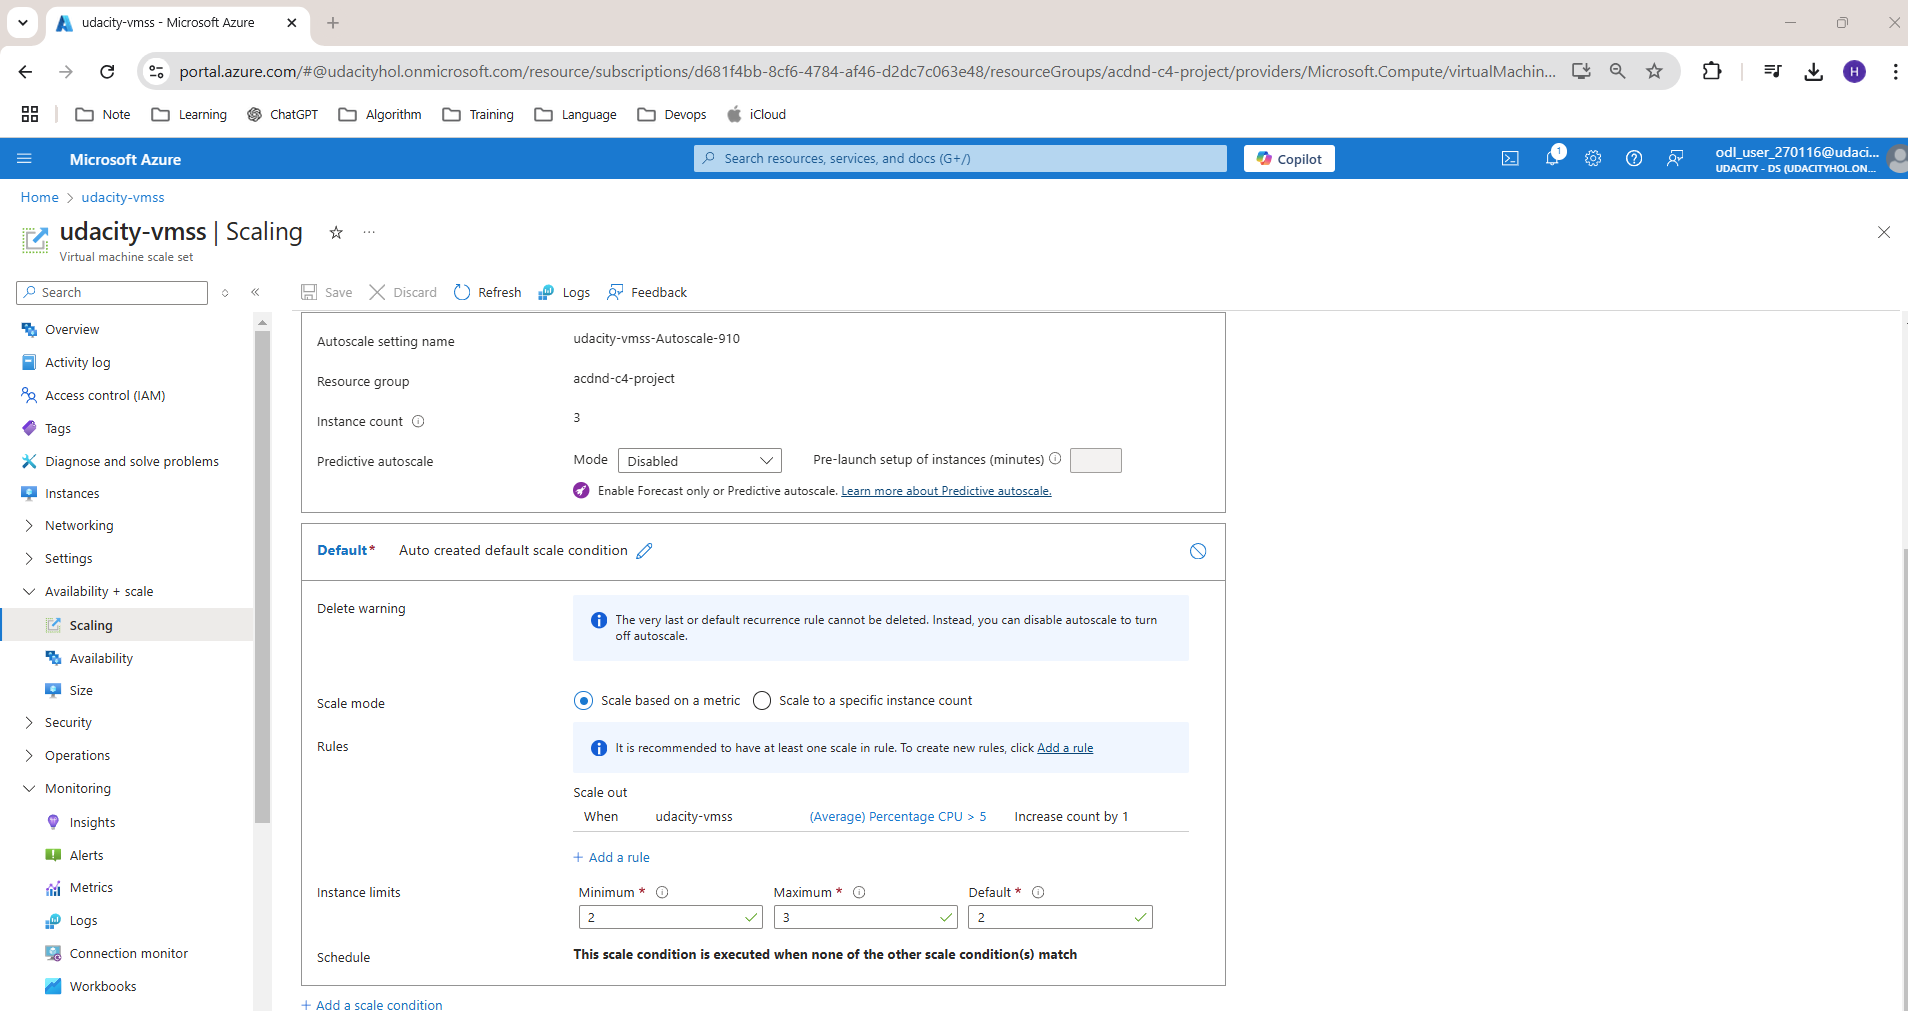 udacity-vmss - Microsoft Azure
portal.azure.com/#@udacityhol.onmicrosoft.com/resource/subscriptions/d681f4bb-8cf6-4784-af46-d2dc7c063e48/resourceGroups/acdnd-c4-project/providers/Microsoft.Compute/virtualMachin...
H
Note
Learning
ChatGPT
Algorithm
Training
Language
Devops
iCloud
Microsoft Azure
Search resources, services, and docs (G+/)
Copilot
1
odl_user_270116@udaci...
UDACITY - DS (UDACITYHOL.ON...
Home > udacity-vmss
udacity-vmss | Scaling
Virtual machine scale set
Search
Save
Discard
Refresh
Logs
Feedback
Overview
Activity log
Access control (IAM)
Tags
Diagnose and solve problems
Instances
Networking
Settings
Availability + scale
Scaling
Availability
Size
Security
Operations
Monitoring
Insights
Alerts
Metrics
Logs
Connection monitor
Workbooks
Autoscale setting name udacity-vmss-Autoscale-910
Resource group acdnd-c4-project
Instance count 3
Predictive autoscale Mode Disabled Pre-launch setup of instances (minutes)
Enable Forecast only or Predictive autoscale. Learn more about Predictive autoscale.
Default* Auto created default scale condition
Delete warning
The very last or default recurrence rule cannot be deleted. Instead, you can disable autoscale to turn
off autoscale.
Scale mode Scale based on a metric Scale to a specific instance count
Rules It is recommended to have at least one scale in rule. To create new rules, click Add a rule
Scale out
When udacity-vmss (Average) Percentage CPU > 5 Increase count by 1
+ Add a rule
Instance limits Minimum * Maximum * Default *
2 3 2
Schedule This scale condition is executed when none of the other scale condition(s) match
+ Add a scale condition